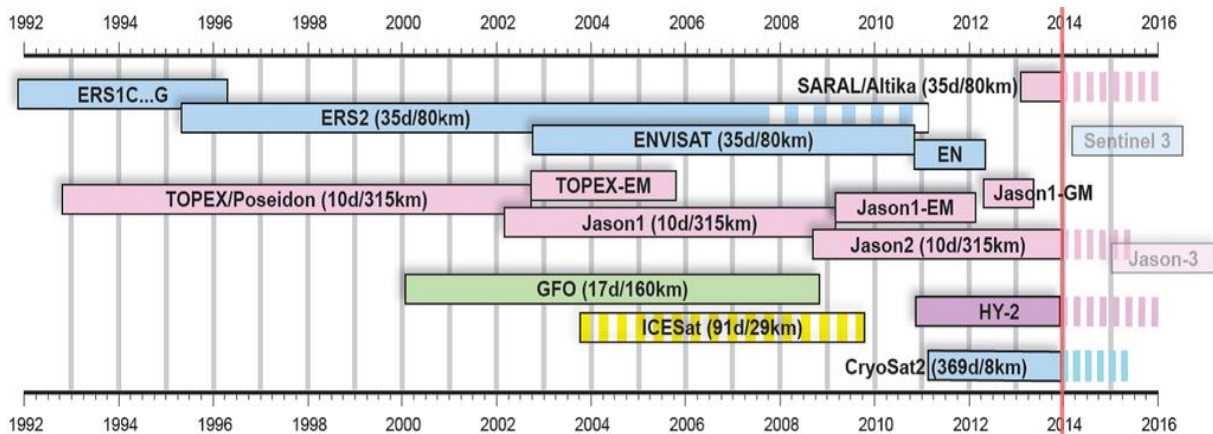 1992 1994 1996 1998 2000 2002 2004 2006 2008 2010 2012 2014 2016
ERS1C...G
SARAL/Altika (35d/80km)
ERS2 (35d/80km)
ENVISAT (35d/80km)
Sentinel 3
EN
TOPEX-EM
TOPEX/Poseidon (10d/315km)
Jason1-GM
Jason1-EM
Jason1 (10d/315km)
Jason2 (10d/315km)
Jason-3
GFO (17d/160km)
HY-2
ICESat (91d/29km)
CryoSat2 (369d/8km)
1992 1994 1996 1998 2000 2002 2004 2006 2008 2010 2012 2014 2016